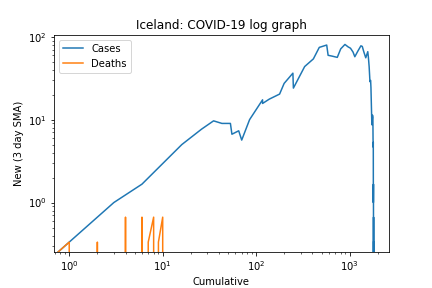 Iceland: COVID-19 log graph
Cases
Deaths
New (3 day SMA)
10²
10¹
10⁰
10⁰ 10¹ 10² 10³
Cumulative